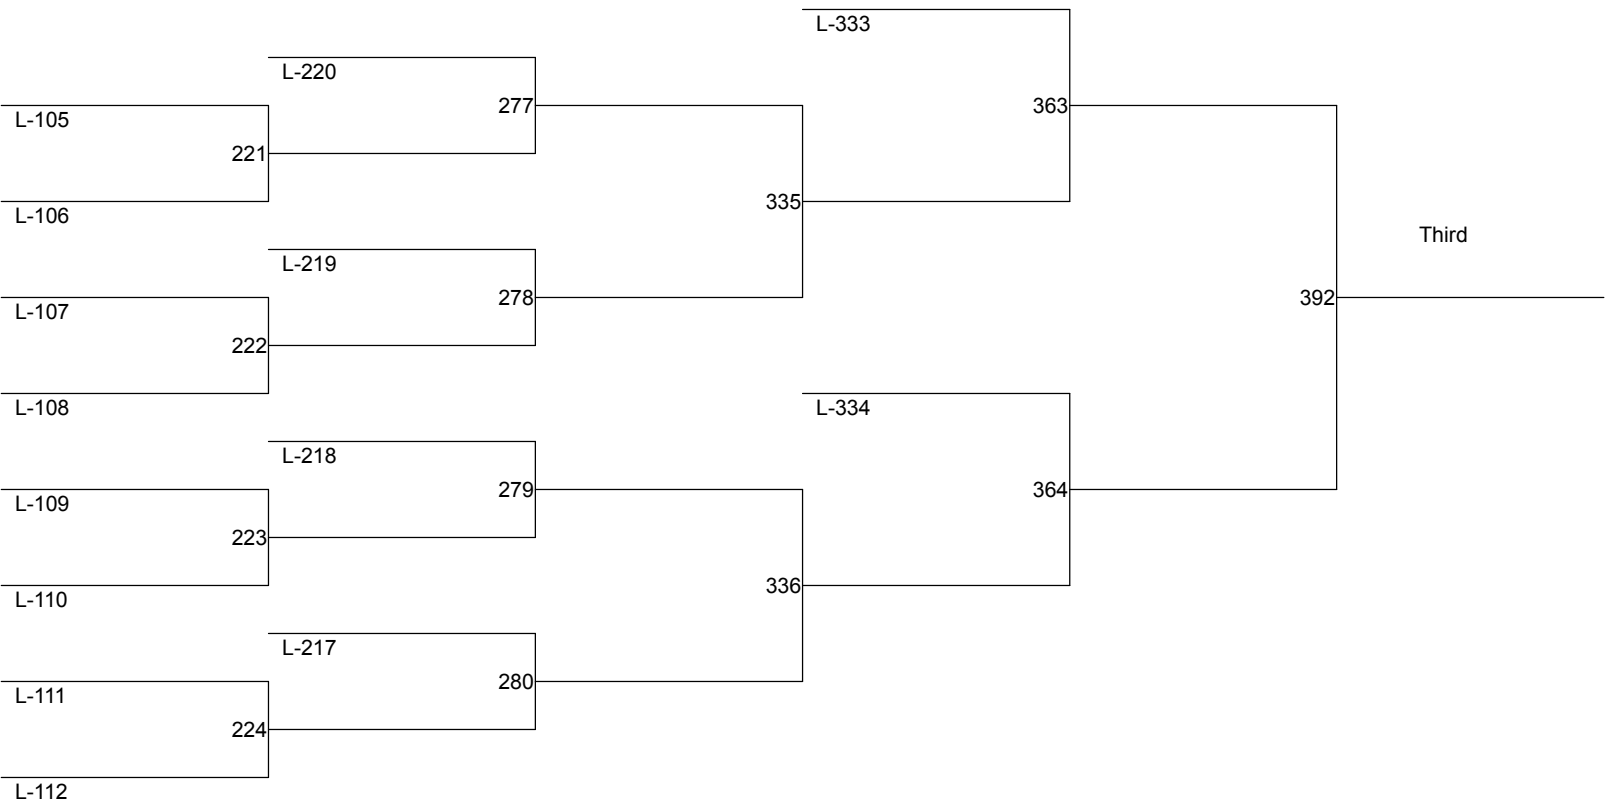 L-333
L-220
277
363
L-105
221
L-106
335
Third
L-219
278
392
L-107
222
L-108
L-334
L-218
279
364
L-109
223
L-110
336
L-217
280
L-111
224
L-112